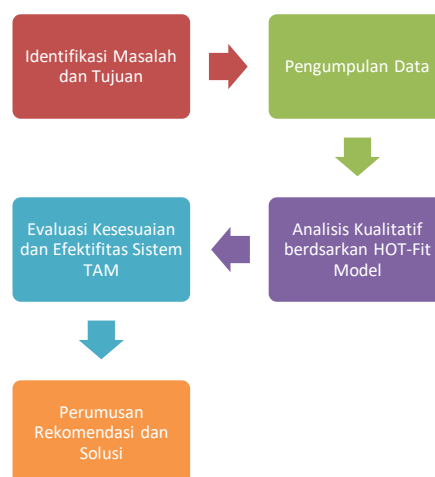 Identifikasi Masalah
dan Tujuan
Pengumpulan Data
Analisis Kualitatif
berdsarkan HOT-Fit
Model
Evaluasi Kesesuaian
dan Efektifitas Sistem
TAM
Perumusan
Rekomendasi dan
Solusi